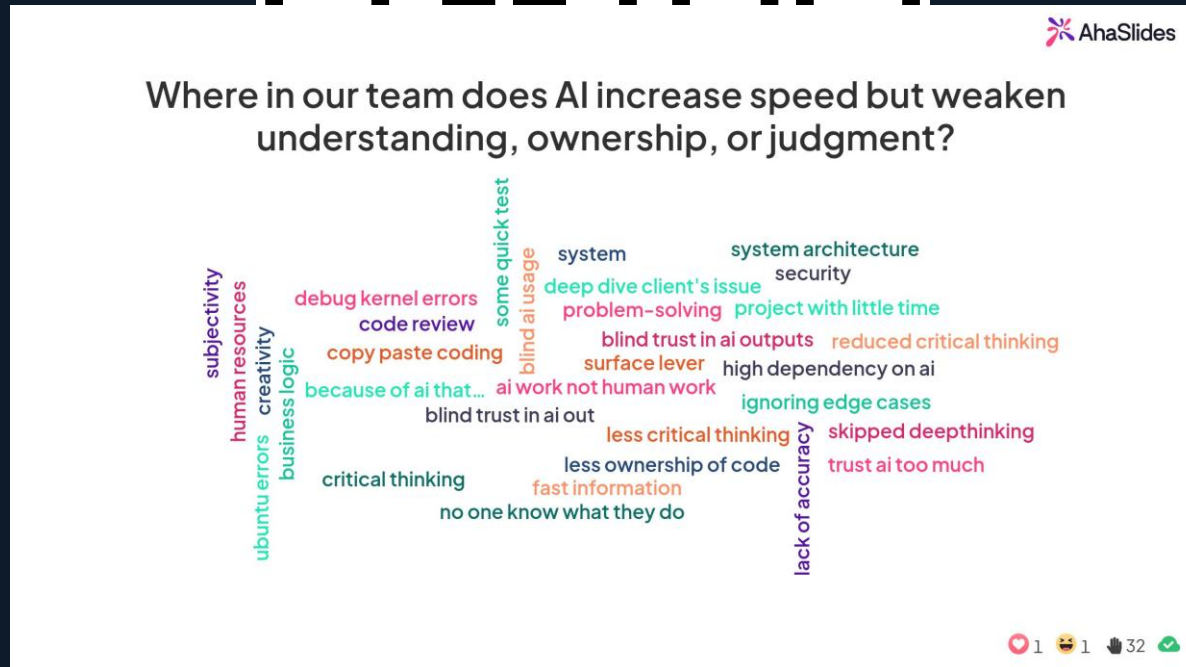 AhaSlides
Where in our team does AI increase speed but weaken
understanding, ownership, or judgment?
some quick test
blind ai usage
system
system architecture
security
subjectivity
human resources
debug kernel errors
deep dive client's issue
problem-solving
project with little time
creativity
code review
business logic
copy paste coding
blind trust in ai outputs
reduced critical thinking
surface lever
high dependency on ai
because of ai that…
ai work not human work
ignoring edge cases
blind trust in ai out
less critical thinking
skipped deepthinking
ubuntu errors
critical thinking
less ownership of code
trust ai too much
lack of accuracy
fast information
no one know what they do
1
1
32